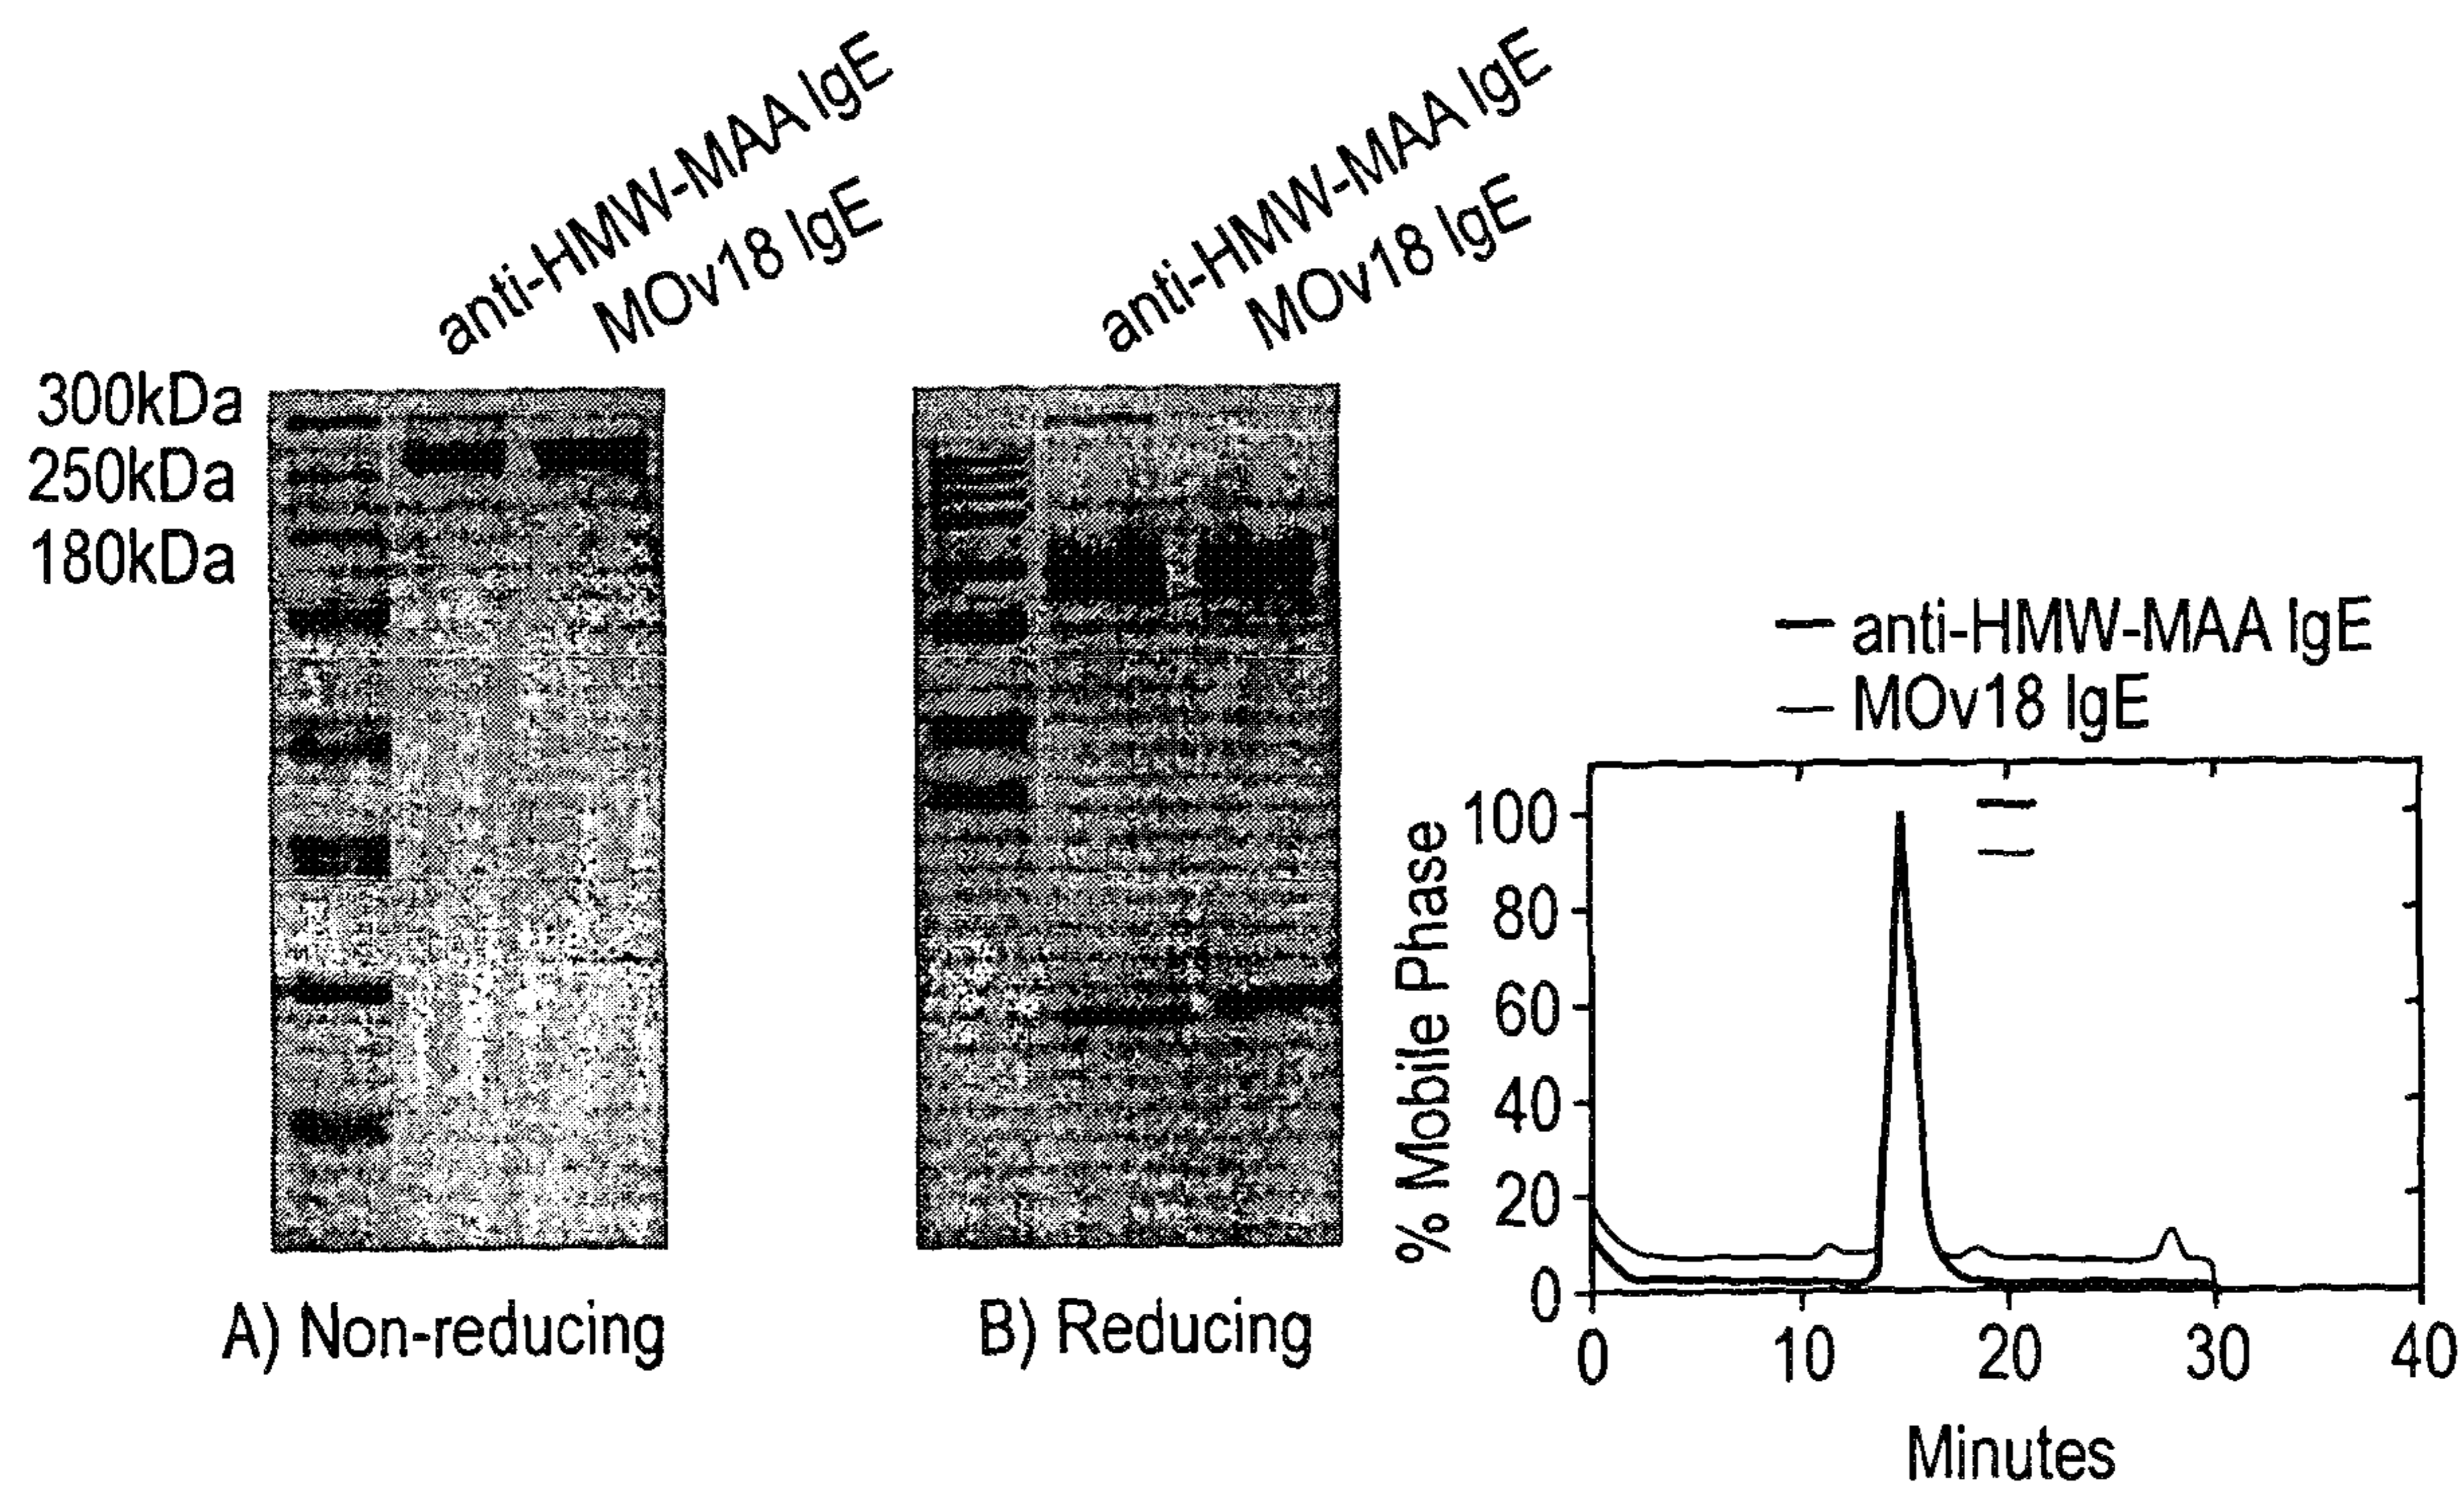 anti-HMW-MAA IgE
MOv18 IgE
anti-HMW-MAA IgE
MOv18 IgE
300kDa
250kDa
180kDa
A) Non-reducing
B) Reducing
anti-HMW-MAA IgE
MOv18 IgE
% Mobile Phase
100
80
60
40
20
0
0 10 20 30 40
Minutes